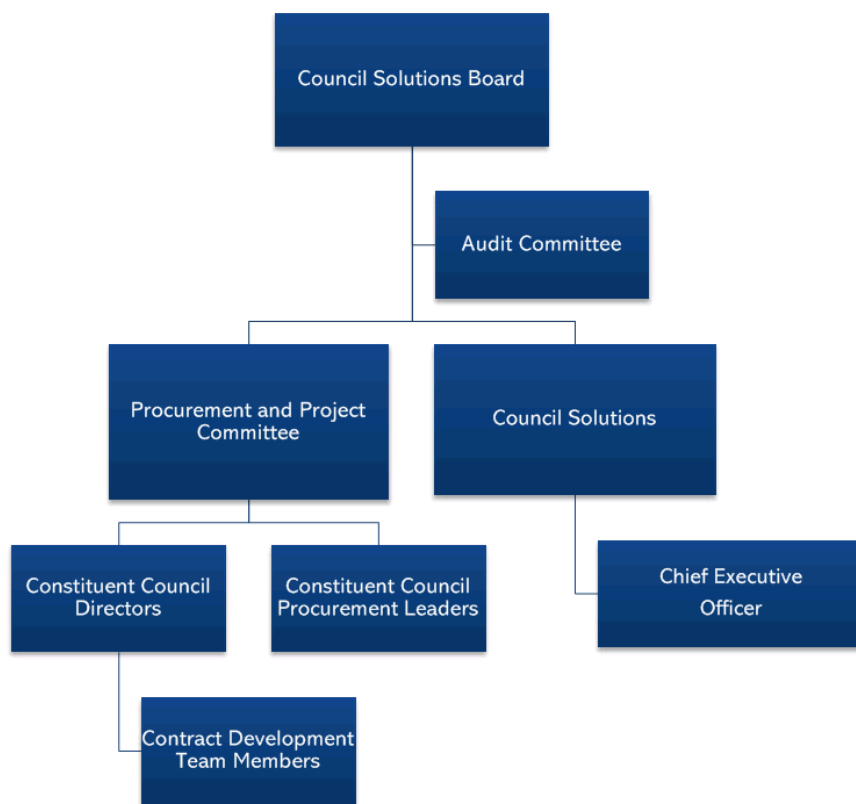 Council Solutions Board
Audit Committee
Procurement and Project
Committee
Council Solutions
Constituent Council
Directors
Constituent Council
Procurement Leaders
Chief Executive
Officer
Contract Development
Team Members